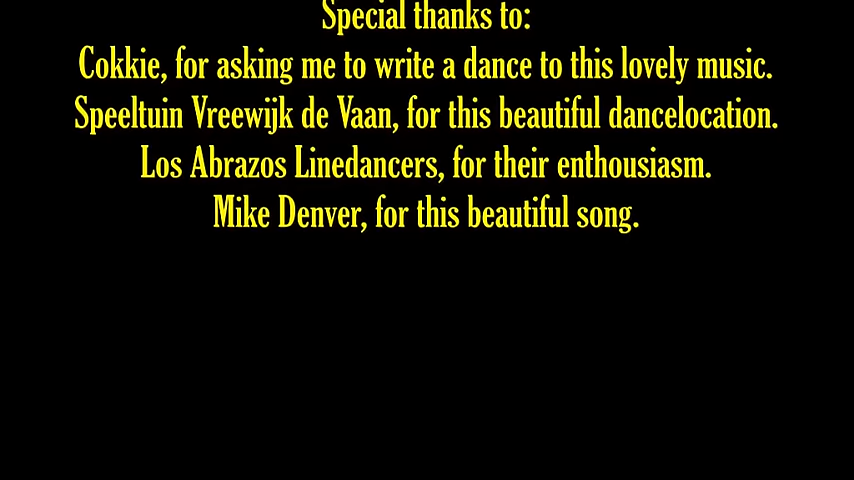 Special thanks to:
Cokkie, for asking me to write a dance to this lovely music.
Speeltuin Vreewijk de Vaan, for this beautiful dancelocation.
Los Abrazos Linedancers, for their enthousiasm.
Mike Denver, for this beautiful song.